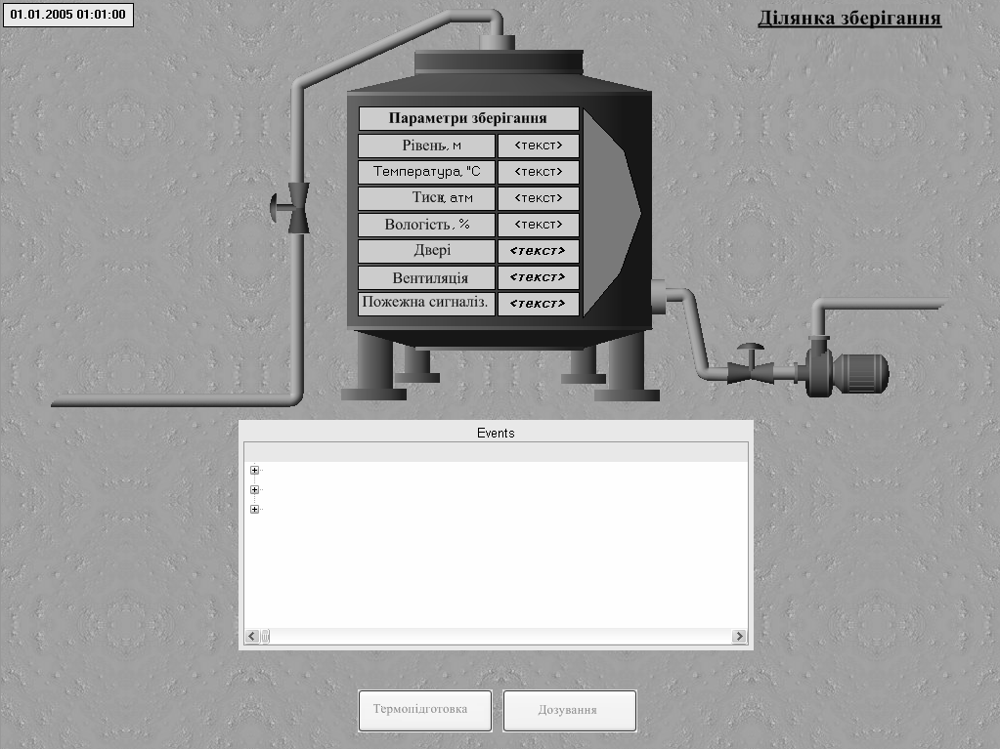 01.01.2005 01:01:00
Ділянка зберігання
Параметри зберігання
Рівень, м <текст>
Температура, °C <текст>
Тиск, атм <текст>
Вологість, % <текст>
Двері <текст>
Вентиляція <текст>
Пожежна сигналіз. <текст>
Events
Термопідготовка
Дозування